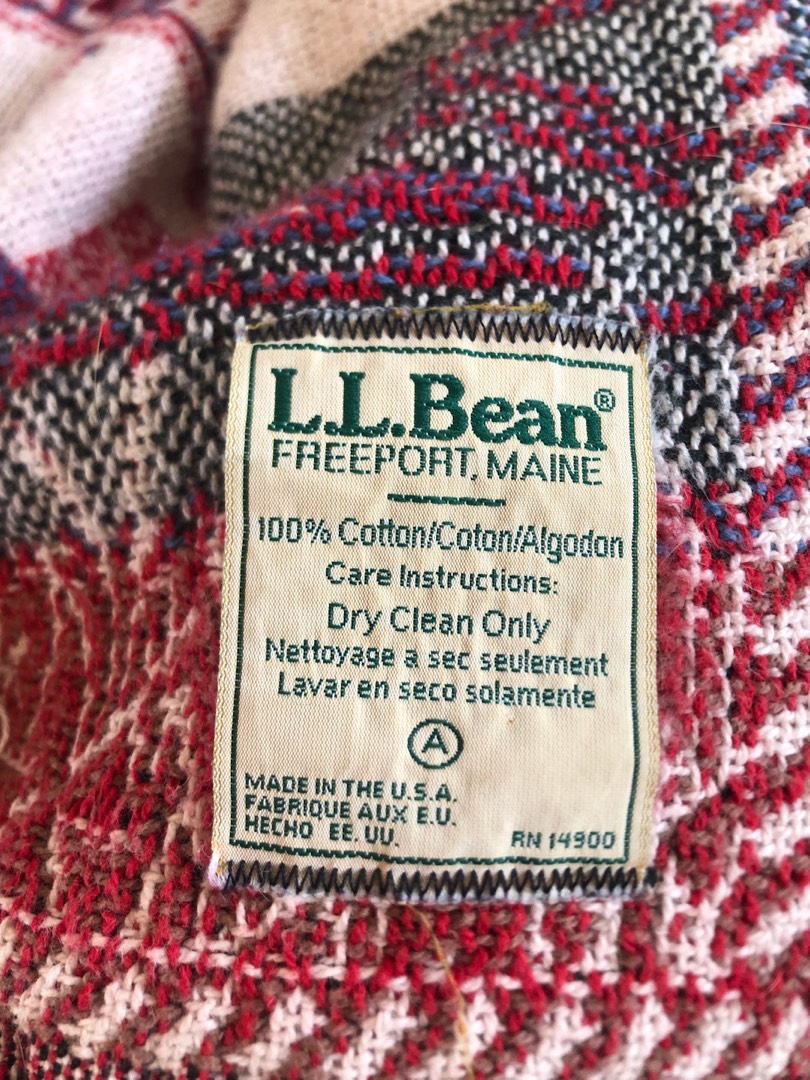 L.L.Bean®
FREEPORT, MAINE
100% Cotton/Coton/Algodon
Care Instructions:
Dry Clean Only
Nettoyage a sec seulement
Lavar en seco solamente
A
MADE IN THE U.S.A.
FABRIQUE AUX E.U.
HECHO EE. UU.
RN 14900